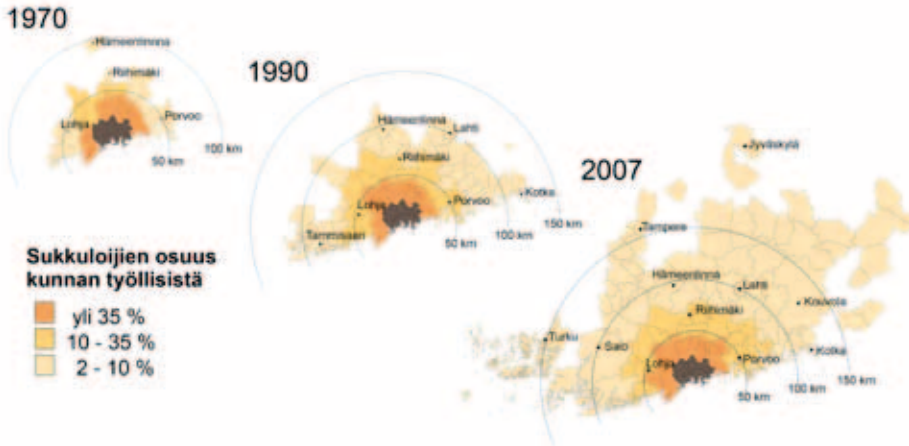 1970
Hämeenlinna
Riihimäki
Lohja
Porvoo
50 km
100 km
1990
Hämeenlinna
Lahti
Riihimäki
Kotka
Lohja
Porvoo
Tammisaari
50 km
100 km
150 km
2007
Jyväskylä
Tampere
Hämeenlinna
Lahti
Kouvola
Riihimäki
Turku
Salo
Lohja
Porvoo
Kotka
50 km
100 km
150 km
Sukkuloijien osuus
kunnan työllisistä
yli 35 %
10 - 35 %
2 - 10 %